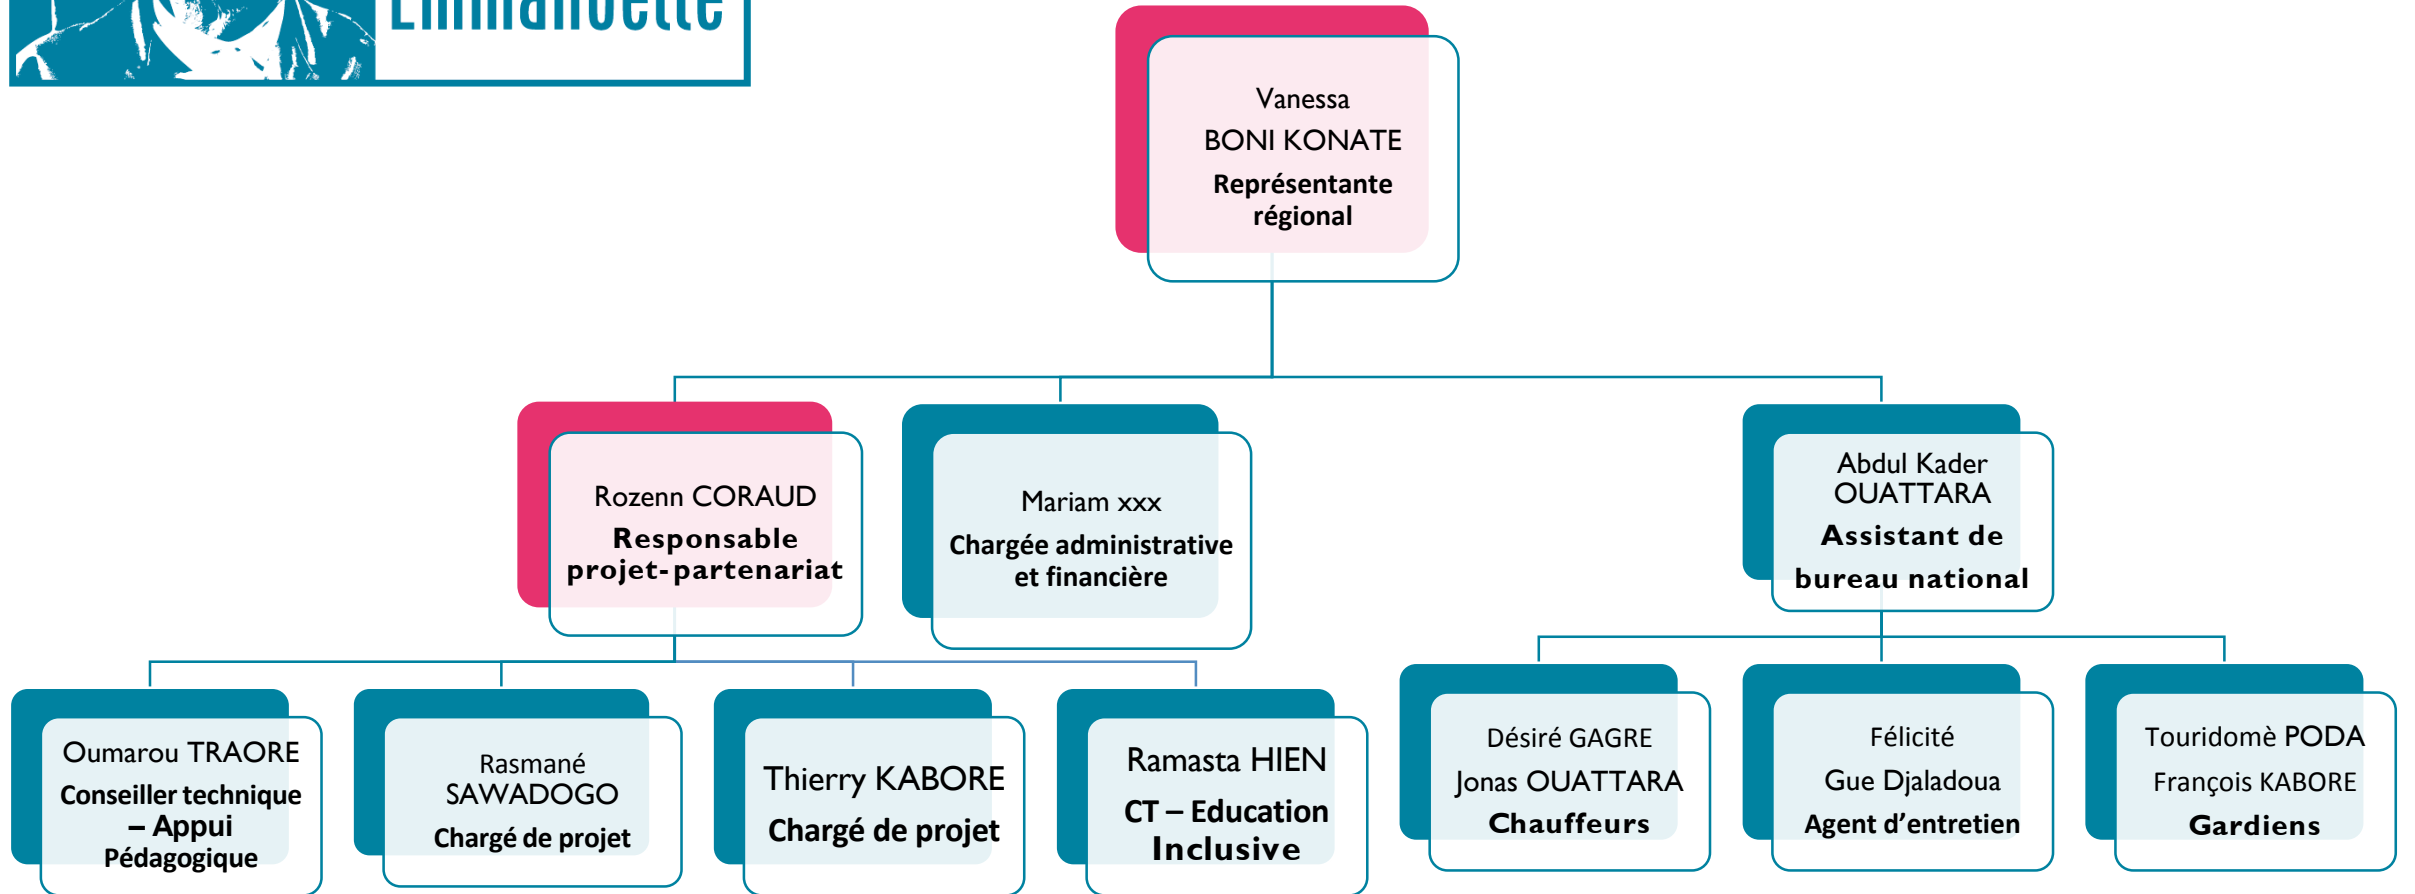 Emmanuelle
Vanessa
BONI KONATE
Représentante
régional
Rozenn CORAUD
Responsable
projet-partenariat
Mariam xxx
Chargée administrative
et financière
Abdul Kader
OUATTARA
Assistant de
bureau national
Oumarou TRAORE
Conseiller technique
– Appui
Pédagogique
Rasmané
SAWADOGO
Chargé de projet
Thierry KABORE
Chargé de projet
Ramasta HIEN
CT – Education
Inclusive
Désiré GAGRE
Jonas OUATTARA
Chauffeurs
Félicité
Gue Djaladoua
Agent d’entretien
Touridomè PODA
François KABORE
Gardiens